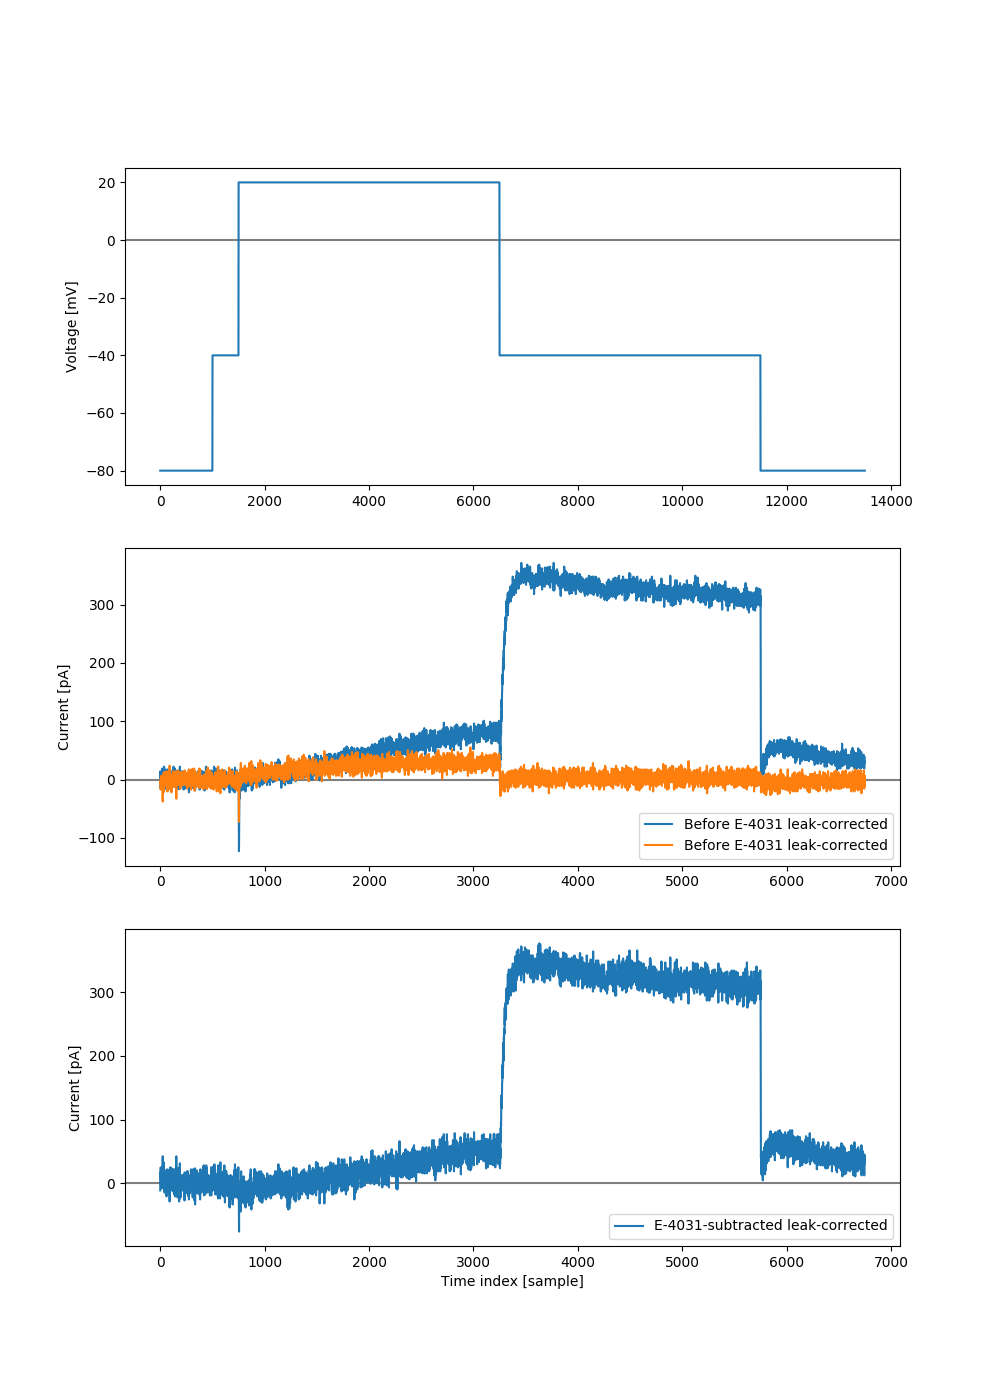 20
0
−20
−40
−60
−80
Voltage [mV]
0 2000 4000 6000 8000 10000 12000 14000
300
200
100
0
−100
Current [pA]
Before E-4031 leak-corrected
Before E-4031 leak-corrected
0 1000 2000 3000 4000 5000 6000 7000
300
200
100
0
Current [pA]
E-4031-subtracted leak-corrected
0 1000 2000 3000 4000 5000 6000 7000
Time index [sample]